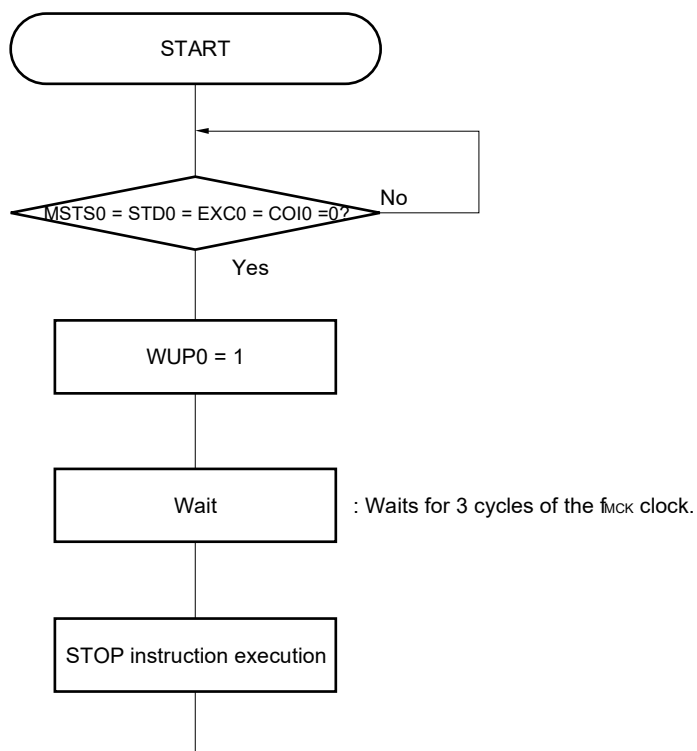 START
MSTS0 = STD0 = EXC0 = COI0 =0?
No
Yes
WUP0 = 1
Wait
: Waits for 3 cycles of the fMCK clock.
STOP instruction execution